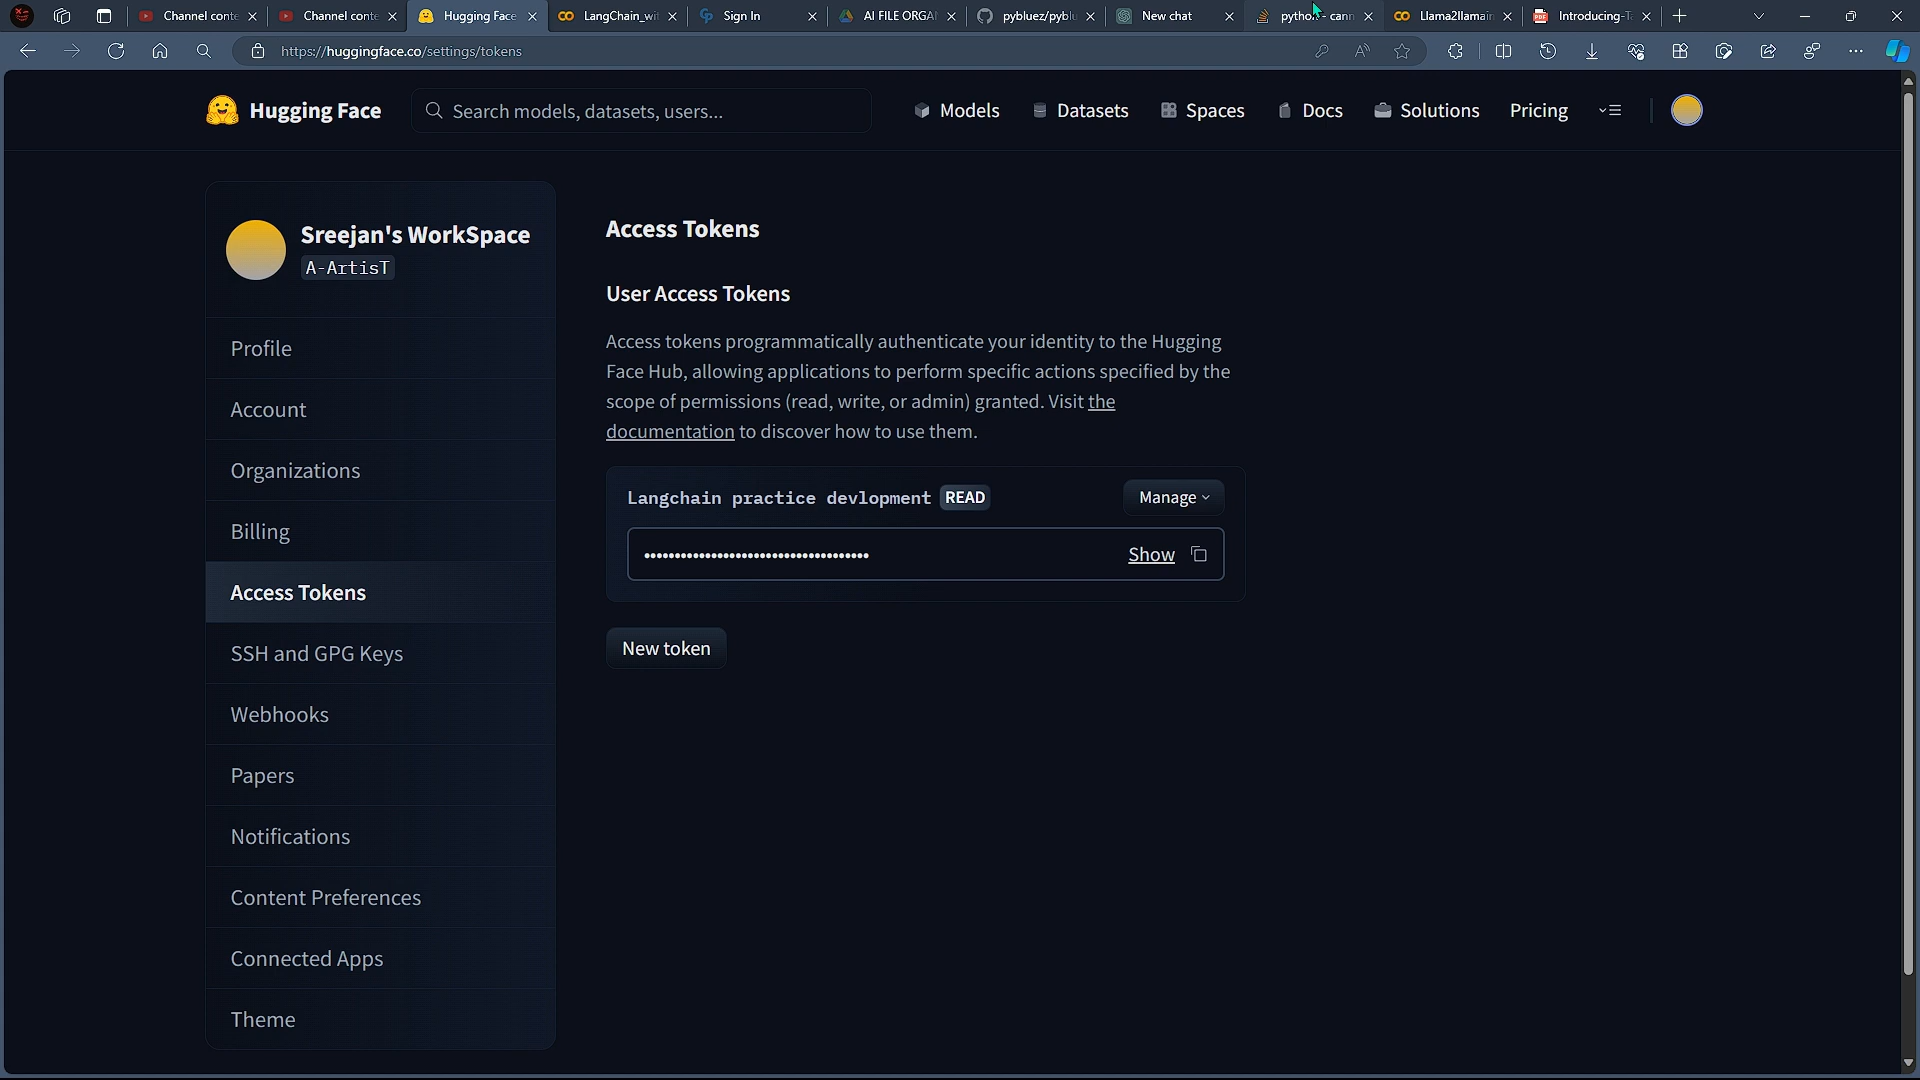 Channel conte
Channel conte
Hugging Face
LangChain_wit
Sign In
AI FILE ORGA
pybluez/pyblu
New chat
python - cann
Llama2llamain
Introducing-T
https://huggingface.co/settings/tokens
Hugging Face
Search models, datasets, users...
Models
Datasets
Spaces
Docs
Solutions
Pricing
Sreejan's WorkSpace
A-ArtisT
Profile
Account
Organizations
Billing
Access Tokens
SSH and GPG Keys
Webhooks
Papers
Notifications
Content Preferences
Connected Apps
Theme
Access Tokens
User Access Tokens
Access tokens programmatically authenticate your identity to the Hugging
Face Hub, allowing applications to perform specific actions specified by the
scope of permissions (read, write, or admin) granted. Visit the
documentation to discover how to use them.
Langchain practice devlopment READ
Manage
•••••••••••••••••••••••••••••••••••••
Show
New token